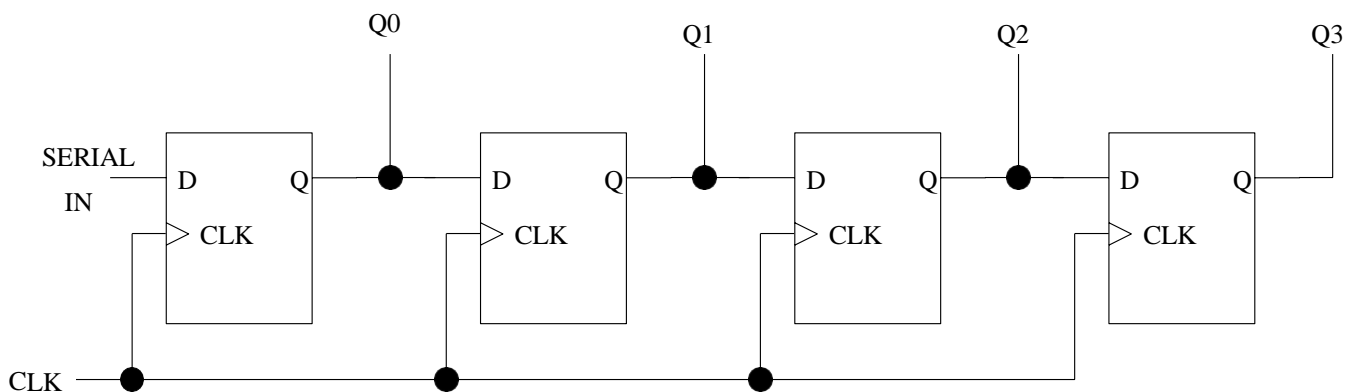 Q0 Q1 Q2 Q3
SERIAL
IN
D Q D Q D Q D Q
CLK CLK CLK CLK
CLK